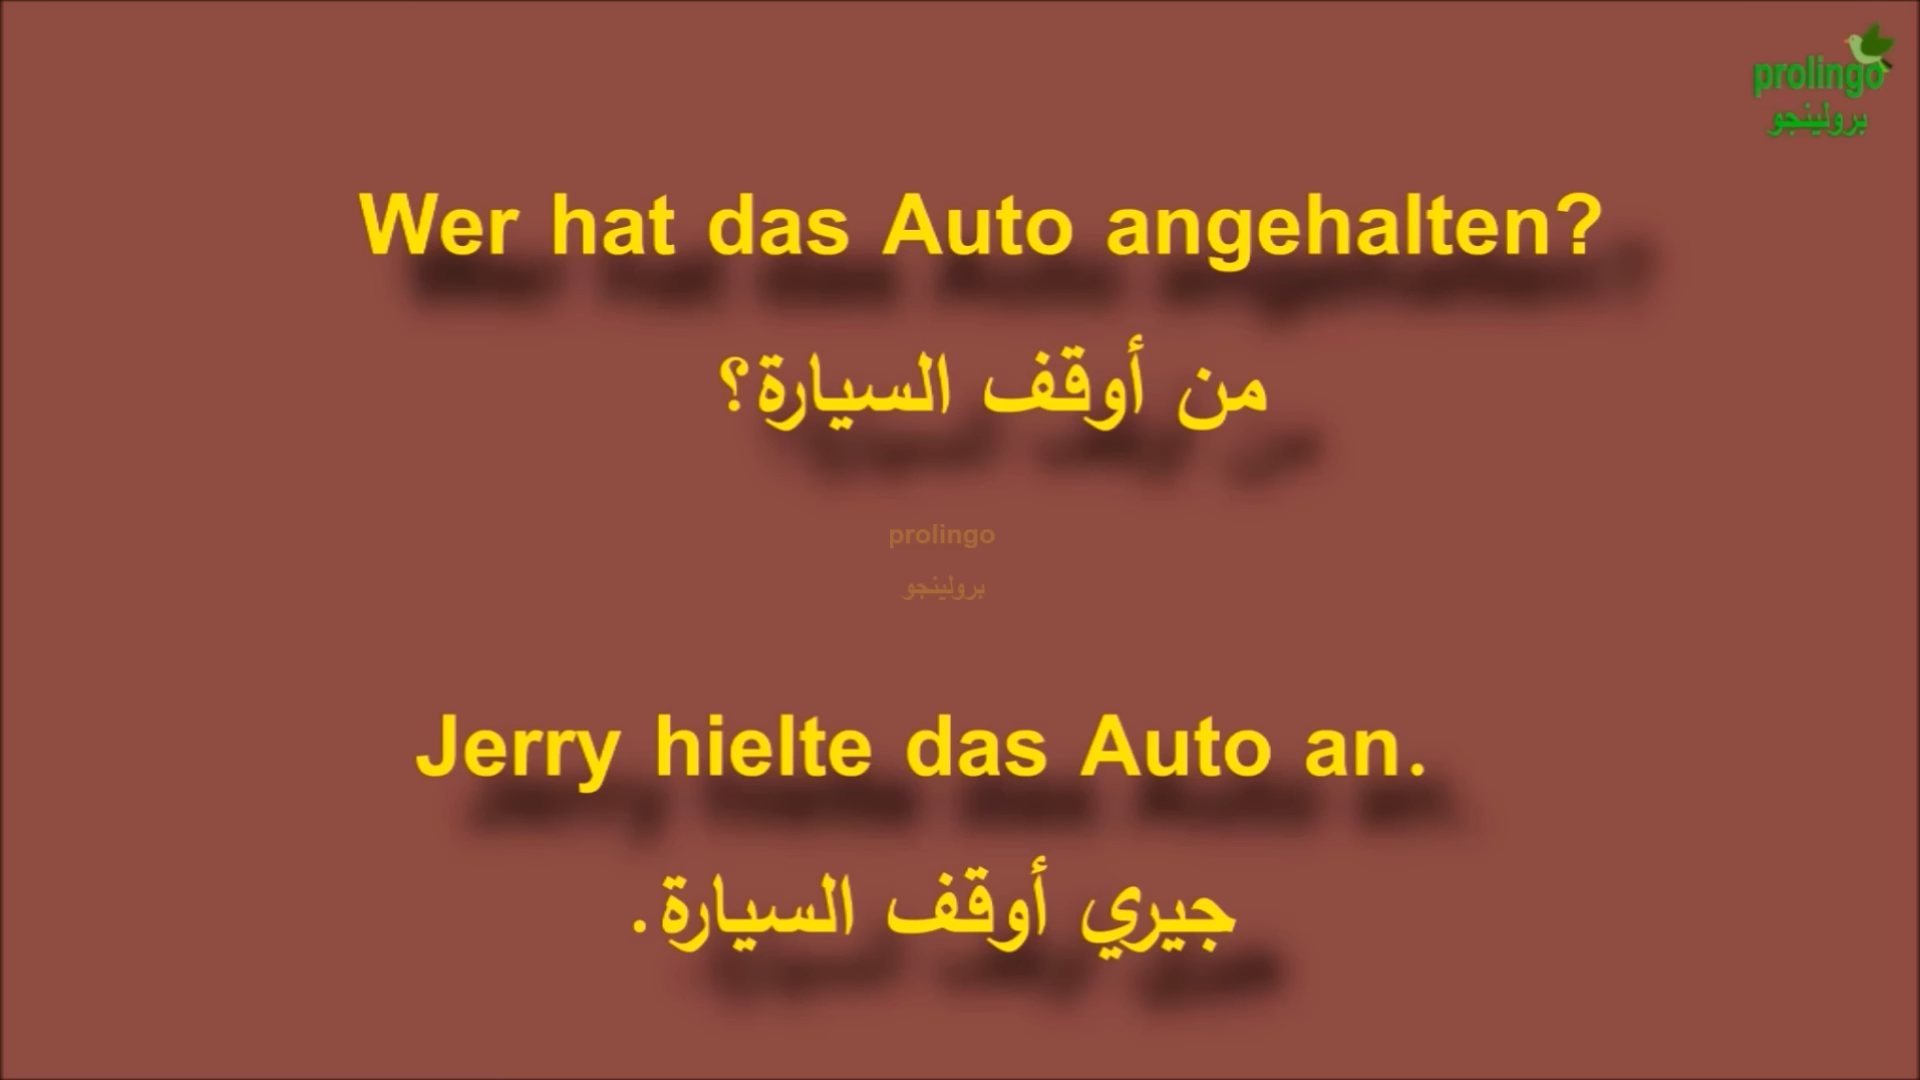 prolingo
برولينجو
Wer hat das Auto angehalten?
من أوقف السيارة؟
prolingo
برولينجو
Jerry hielte das Auto an.
جيري أوقف السيارة.